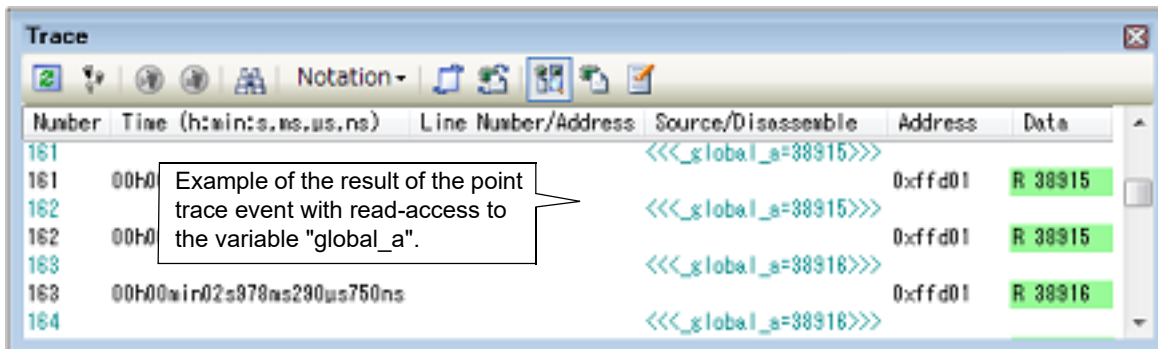 Trace
Notation
Number Time (h:min:s,ms,µs,ns) Line Number/Address Source/Disassemble Address Data
161 <<<_global_a=38915>>>
161 00h0 0xffd01 R 38915
162 <<<_global_a=38915>>>
162 00h0 0xffd01 R 38915
163 <<<_global_a=38916>>>
163 00h00min02s978ms290µs750ns 0xffd01 R 38916
164 <<<_global_a=38916>>>
Example of the result of the point
trace event with read-access to
the variable "global_a".